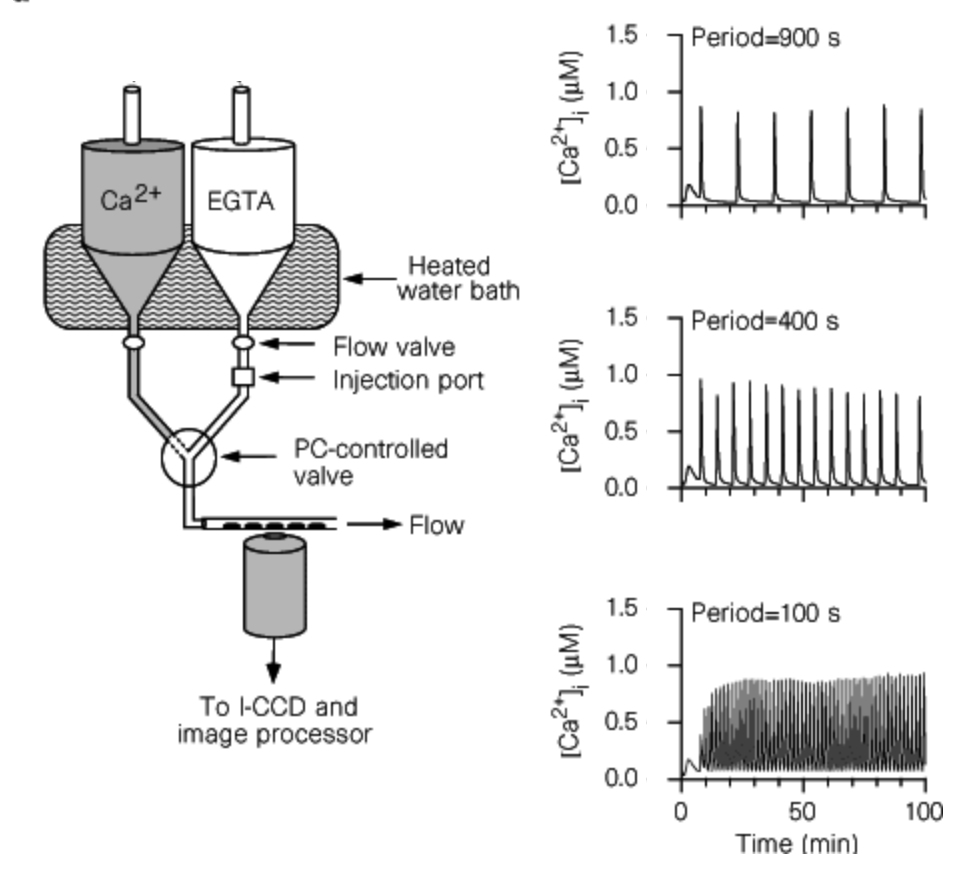 Ca2+
EGTA
Heated
water bath
Flow valve
Injection port
PC-controlled
valve
Flow
To I-CCD and
image processor
1.5
Period=900 s
1.0
0.5
0.0
[Ca2+]i (μM)
1.5
Period=400 s
1.0
0.5
0.0
[Ca2+]i (μM)
1.5
Period=100 s
1.0
0.5
0.0
[Ca2+]i (μM)
0 50 100
Time (min)